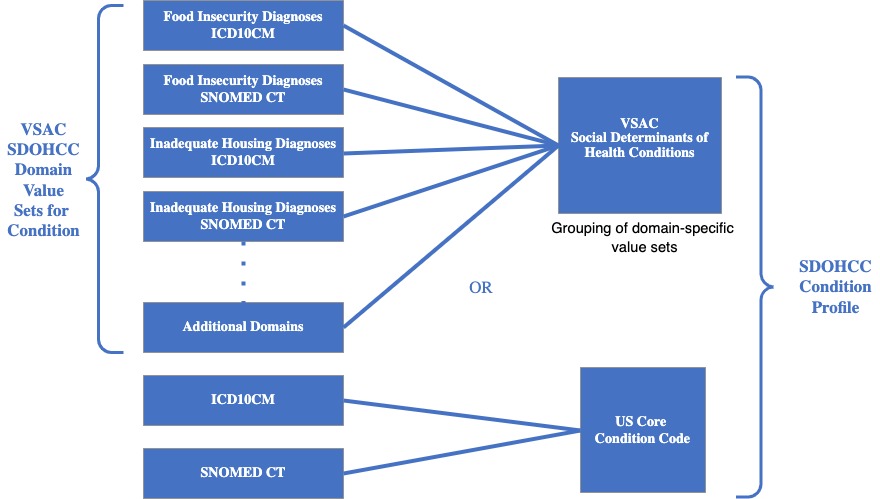 VSAC
SDOHCC
Domain
Value
Sets for
Condition
Food Insecurity Diagnoses
ICD10CM
Food Insecurity Diagnoses
SNOMED CT
Inadequate Housing Diagnoses
ICD10CM
Inadequate Housing Diagnoses
SNOMED CT
Additional Domains
ICD10CM
SNOMED CT
VSAC
Social Determinants of
Health Conditions
Grouping of domain-specific
value sets
OR
US Core
Condition Code
SDOHCC
Condition
Profile